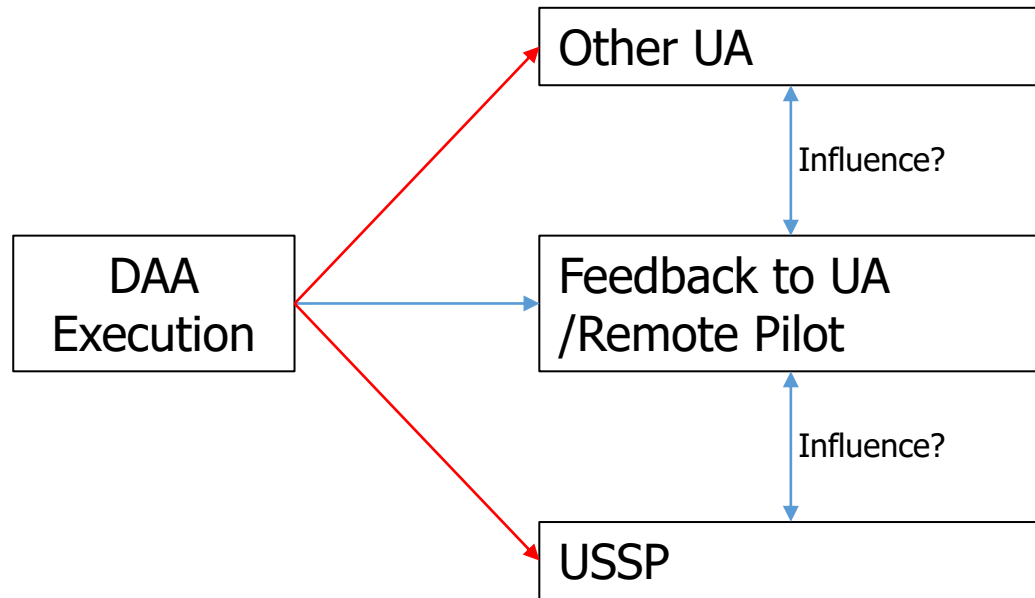 Other UA
Influence?
DAA
Execution
Feedback to UA
/Remote Pilot
Influence?
USSP